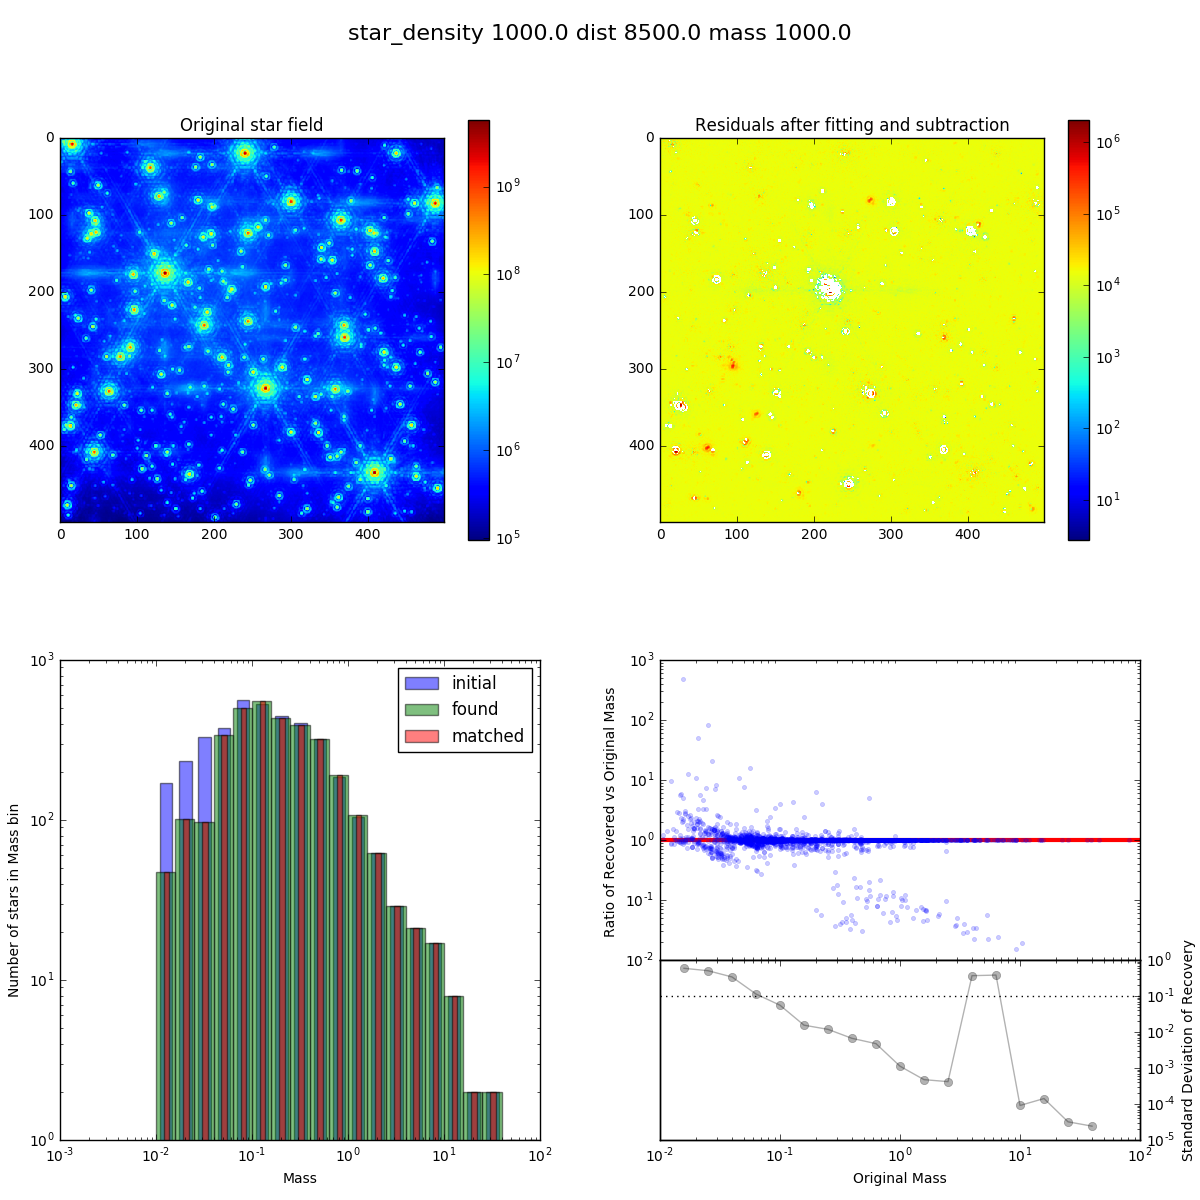 star_density 1000.0 dist 8500.0 mass 1000.0
Original star field
0
100
200
300
400
0 100 200 300 400
10^9
10^8
10^7
10^6
10^5
Residuals after fitting and subtraction
0
100
200
300
400
0 100 200 300 400
10^6
10^5
10^4
10^3
10^2
10^1
Number of stars in Mass bin
10^3
10^2
10^1
10^0
initial
found
matched
10^-3 10^-2 10^-1 10^0 10^1 10^2
Mass
Ratio of Recovered vs Original Mass
10^3
10^2
10^1
10^0
10^-1
10^-2
10^0
10^-1
10^-2
10^-3
10^-4
10^-5
Standard Deviation of Recovery
10^-2 10^-1 10^0 10^1 10^2
Original Mass